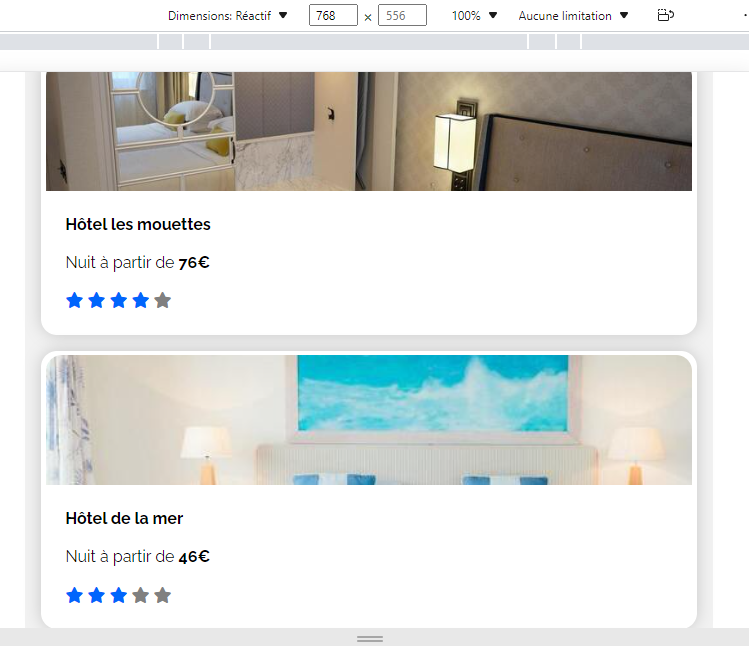 Dimensions: Réactif 768 x 556 100% Aucune limitation
Hôtel les mouettes
Nuit à partir de 76€
Hôtel de la mer
Nuit à partir de 46€